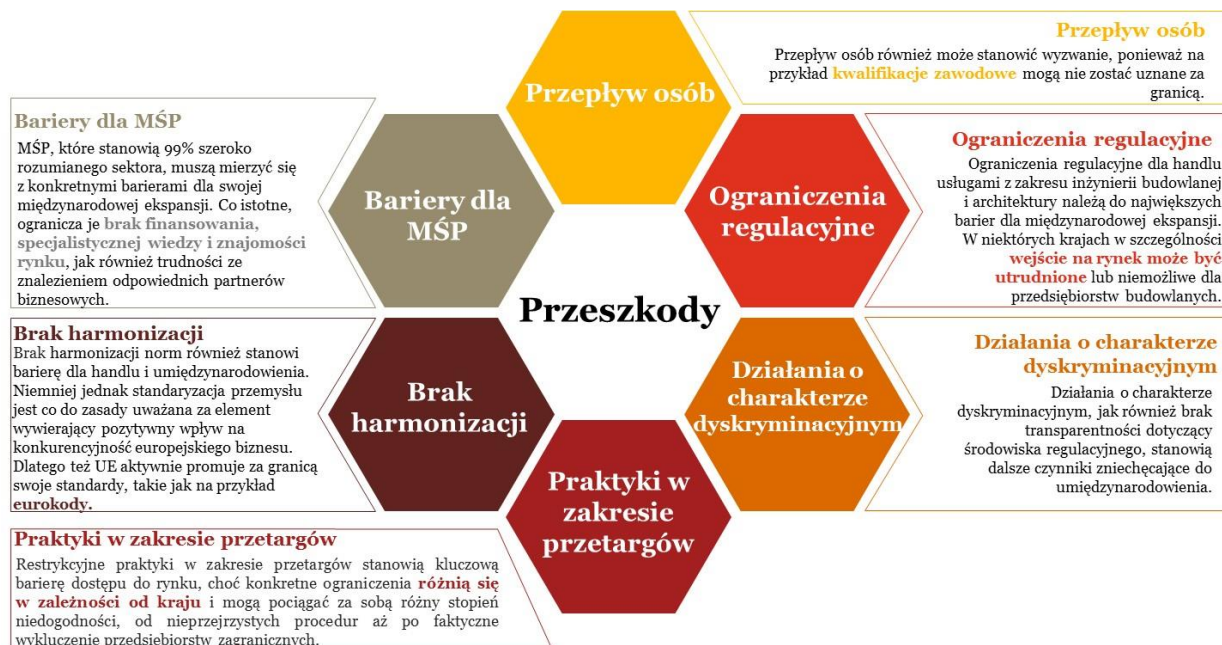 Przepływ osób
Przepływ osób również może stanowić wyzwanie, ponieważ na
przykład kwalifikacje zawodowe mogą nie zostać uznane za
granicą.
Przepływ osób
Bariery dla MŚP
MŚP, które stanowią 99% szeroko
rozumianego sektora, muszą mierzyć się
z konkretnymi barierami dla swojej
międzynarodowej ekspansji. Co istotne,
ogranicza je brak finansowania,
specjalistycznej wiedzy i znajomości
rynku, jak również trudności ze
znalezieniem odpowiednich partnerów
biznesowych.
Bariery dla
MŚP
Ograniczenia
regulacyjne
Ograniczenia regulacyjne
Ograniczenia regulacyjne dla handlu
usługami z zakresu inżynierii budowlanej
i architektury należą do największych
barier dla międzynarodowej ekspansji.
W niektórych krajach w szczególności
wejście na rynek może być
utrudnione lub niemożliwe dla
przedsiębiorstw budowlanych.
Przeszkody
Brak harmonizacji
Brak harmonizacji norm również stanowi
barierę dla handlu i umiędzynarodowienia.
Niemniej jednak standaryzacja przemysłu
jest co do zasady uważana za element
wywierający pozytywny wpływ na
konkurencyjność europejskiego biznesu.
Dlatego też UE aktywnie promuje za granicą
swoje standardy, takie jak na przykład
eurokody.
Brak
harmonizacji
Działania o
charakterze
dyskryminacyjnym
Działania o charakterze
dyskryminacyjnym
Działania o charakterze
dyskryminacyjnym, jak również brak
transparentności dotyczący
środowiska regulacyjnego, stanowią
dalsze czynniki zniechęcające do
umiędzynarodowienia.
Praktyki w
zakresie
przetargów
Praktyki w zakresie przetargów
Restrykcyjne praktyki w zakresie przetargów stanowią kluczową
barierę dostępu do rynku, choć konkretne ograniczenia różnią się
w zależności od kraju i mogą pociągać za sobą różny stopień
niedogodności, od nieprzejrzystych procedur aż po faktyczne
wykluczenie przedsiębiorstw zagranicznych.